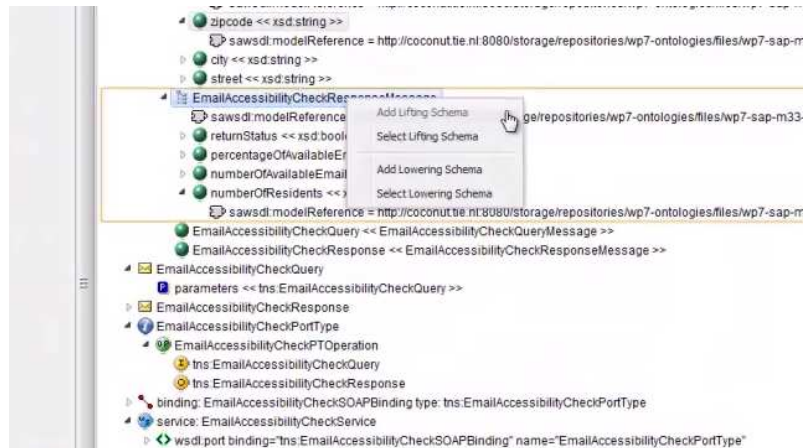 zipcode << xsd:string >>
sawsdl:modelReference = http://coconut.tie.nl:8080/storage/repositories/wp7-ontologies/files/wp7-sap-m
city << xsd:string >>
street << xsd:string >>
EmailAccessibilityCheckResponseMessage
sawsdl:modelReference ge/repositories/wp7-ontologies/files/wp7-sap-m33-
returnStatus << xsd:boole
percentageOfAvailableEr
numberOfAvailableEmail
numberOfResidents << x
Add Lifting Schema
Select Lifting Schema
Add Lowering Schema
Select Lowering Schema
sawsdl:modelReference = http://coconut.tie.nl:8080/storage/repositories/wp7-ontologies/files/wp7-sap-m
EmailAccessibilityCheckQuery << EmailAccessibilityCheckQueryMessage >>
EmailAccessibilityCheckResponse << EmailAccessibilityCheckResponseMessage >>
EmailAccessibilityCheckQuery
parameters << tns:EmailAccessibilityCheckQuery >>
EmailAccessibilityCheckResponse
EmailAccessibilityCheckPortType
EmailAccessibilityCheckPTOperation
tns:EmailAccessibilityCheckQuery
tns:EmailAccessibilityCheckResponse
binding: EmailAccessibilityCheckSOAPBinding type: tns:EmailAccessibilityCheckPortType
service: EmailAccessibilityCheckService
wsdl:port binding="tns:EmailAccessibilityCheckSOAPBinding" name="EmailAccessibilityCheckPortType"